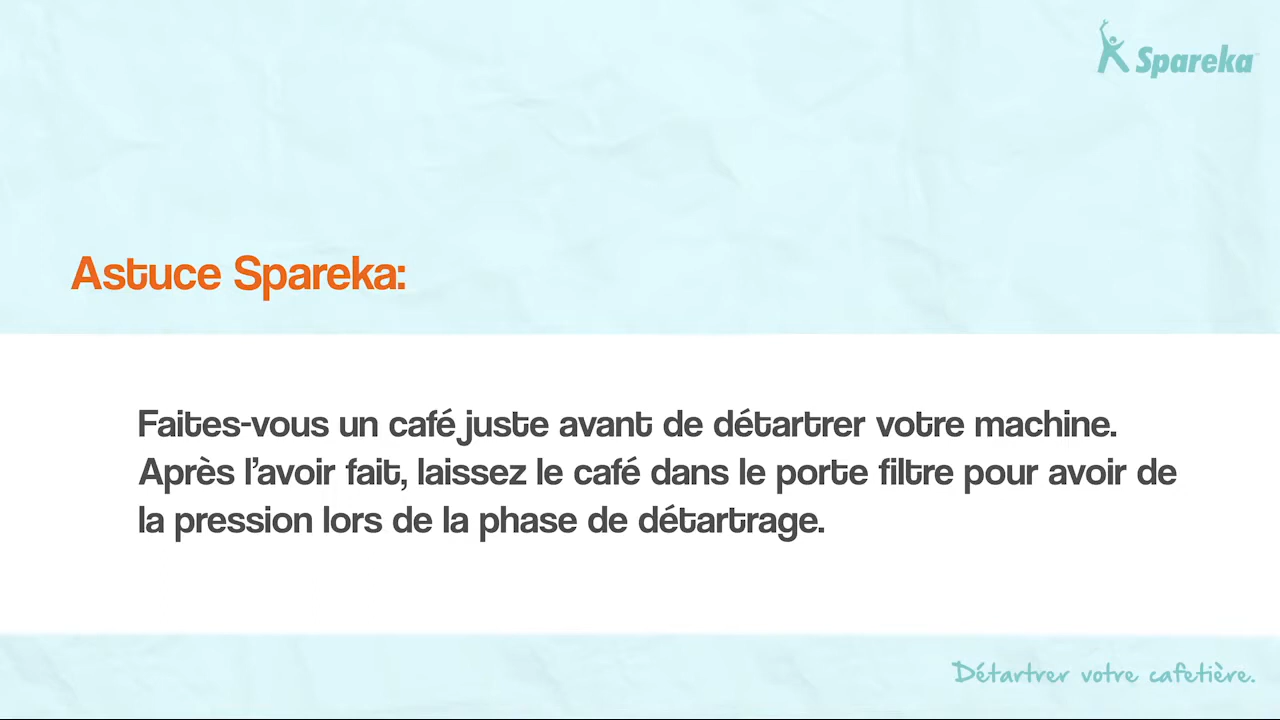 Spareka
Astuce Spareka:
Faites-vous un café juste avant de détartrer votre machine.
Après l'avoir fait, laissez le café dans le porte filtre pour avoir de
la pression lors de la phase de détartrage.
Détartrer votre cafetière.